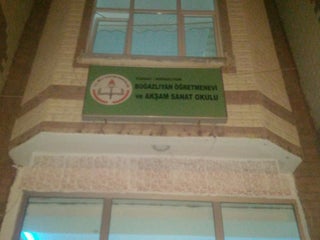 BOĞAZLIYAN ÖĞRETMENEVİ
ve AKŞAM SANAT OKULU